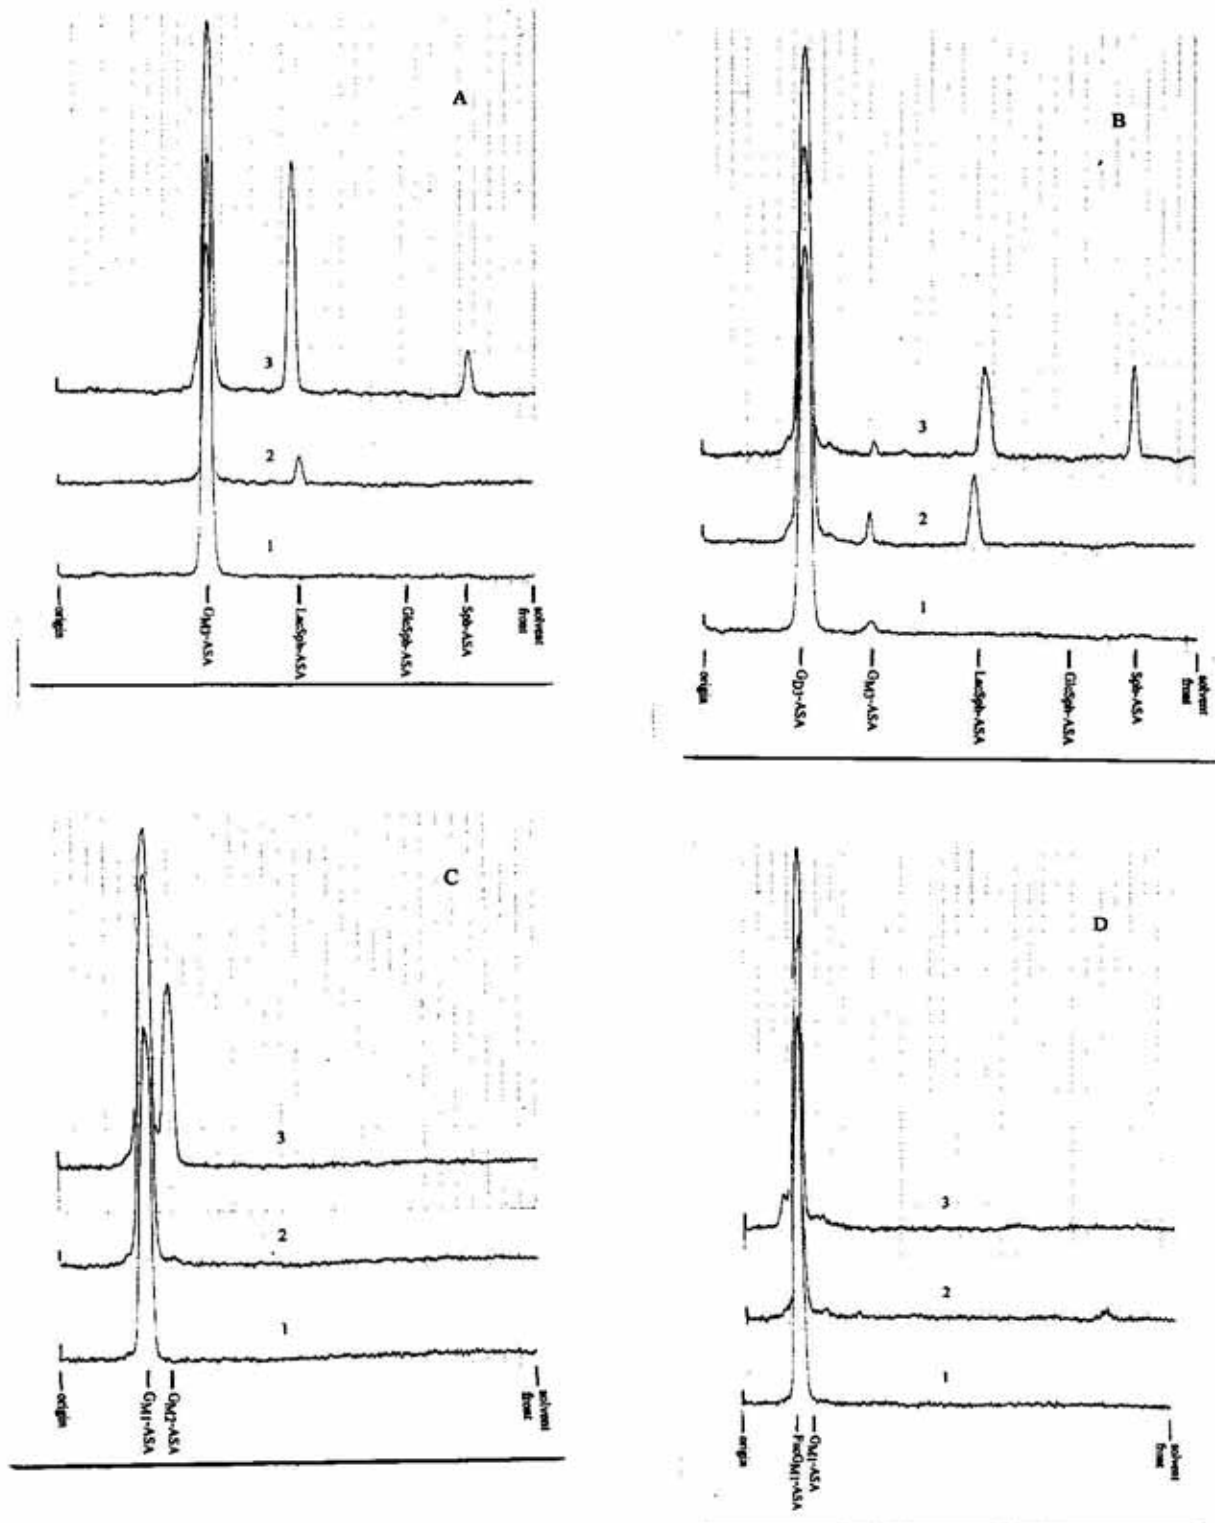 A
3
2
1
origin
GM3-ASA
LacSph-ASA
GlcSph-ASA
Sph-ASA
solvent
front
B
3
2
1
origin
GD3-ASA
GM3-ASA
LacSph-ASA
GlcSph-ASA
Sph-ASA
solvent
front
C
3
2
1
origin
GM1-ASA
GM2-ASA
solvent
front
D
3
2
1
origin
FucGM1-ASA
GM1-ASA
solvent
front